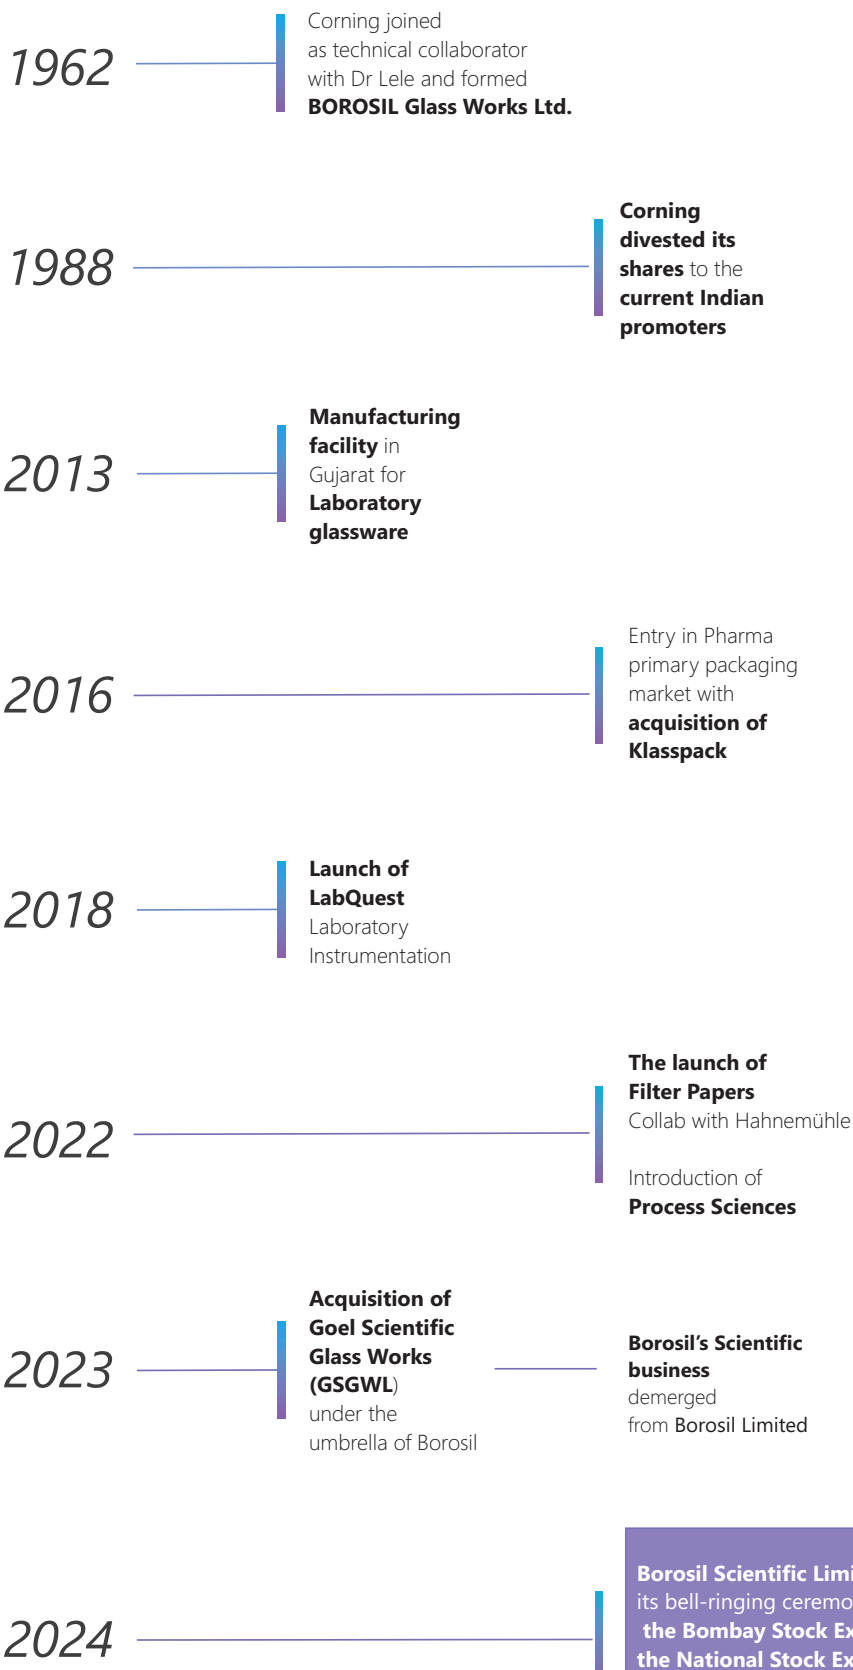 1962
Corning joined
as technical collaborator
with Dr Lele and formed
BOROSIL Glass Works Ltd.
1988
Corning
divested its
shares to the
current Indian
promoters
2013
Manufacturing
facility in
Gujarat for
Laboratory
glassware
2016
Entry in Pharma
primary packaging
market with
acquisition of
Klasspack
2018
Launch of
LabQuest
Laboratory
Instrumentation
2022
The launch of
Filter Papers
Collab with Hahnemühle
Introduction of
Process Sciences
2023
Acquisition of
Goel Scientific
Glass Works
(GSGWL)
under the
umbrella of Borosil
Borosil’s Scientific
business
demerged
from Borosil Limited
2024
Borosil Scientific
its bell-ringing
the Bombay Stock
the National Stock